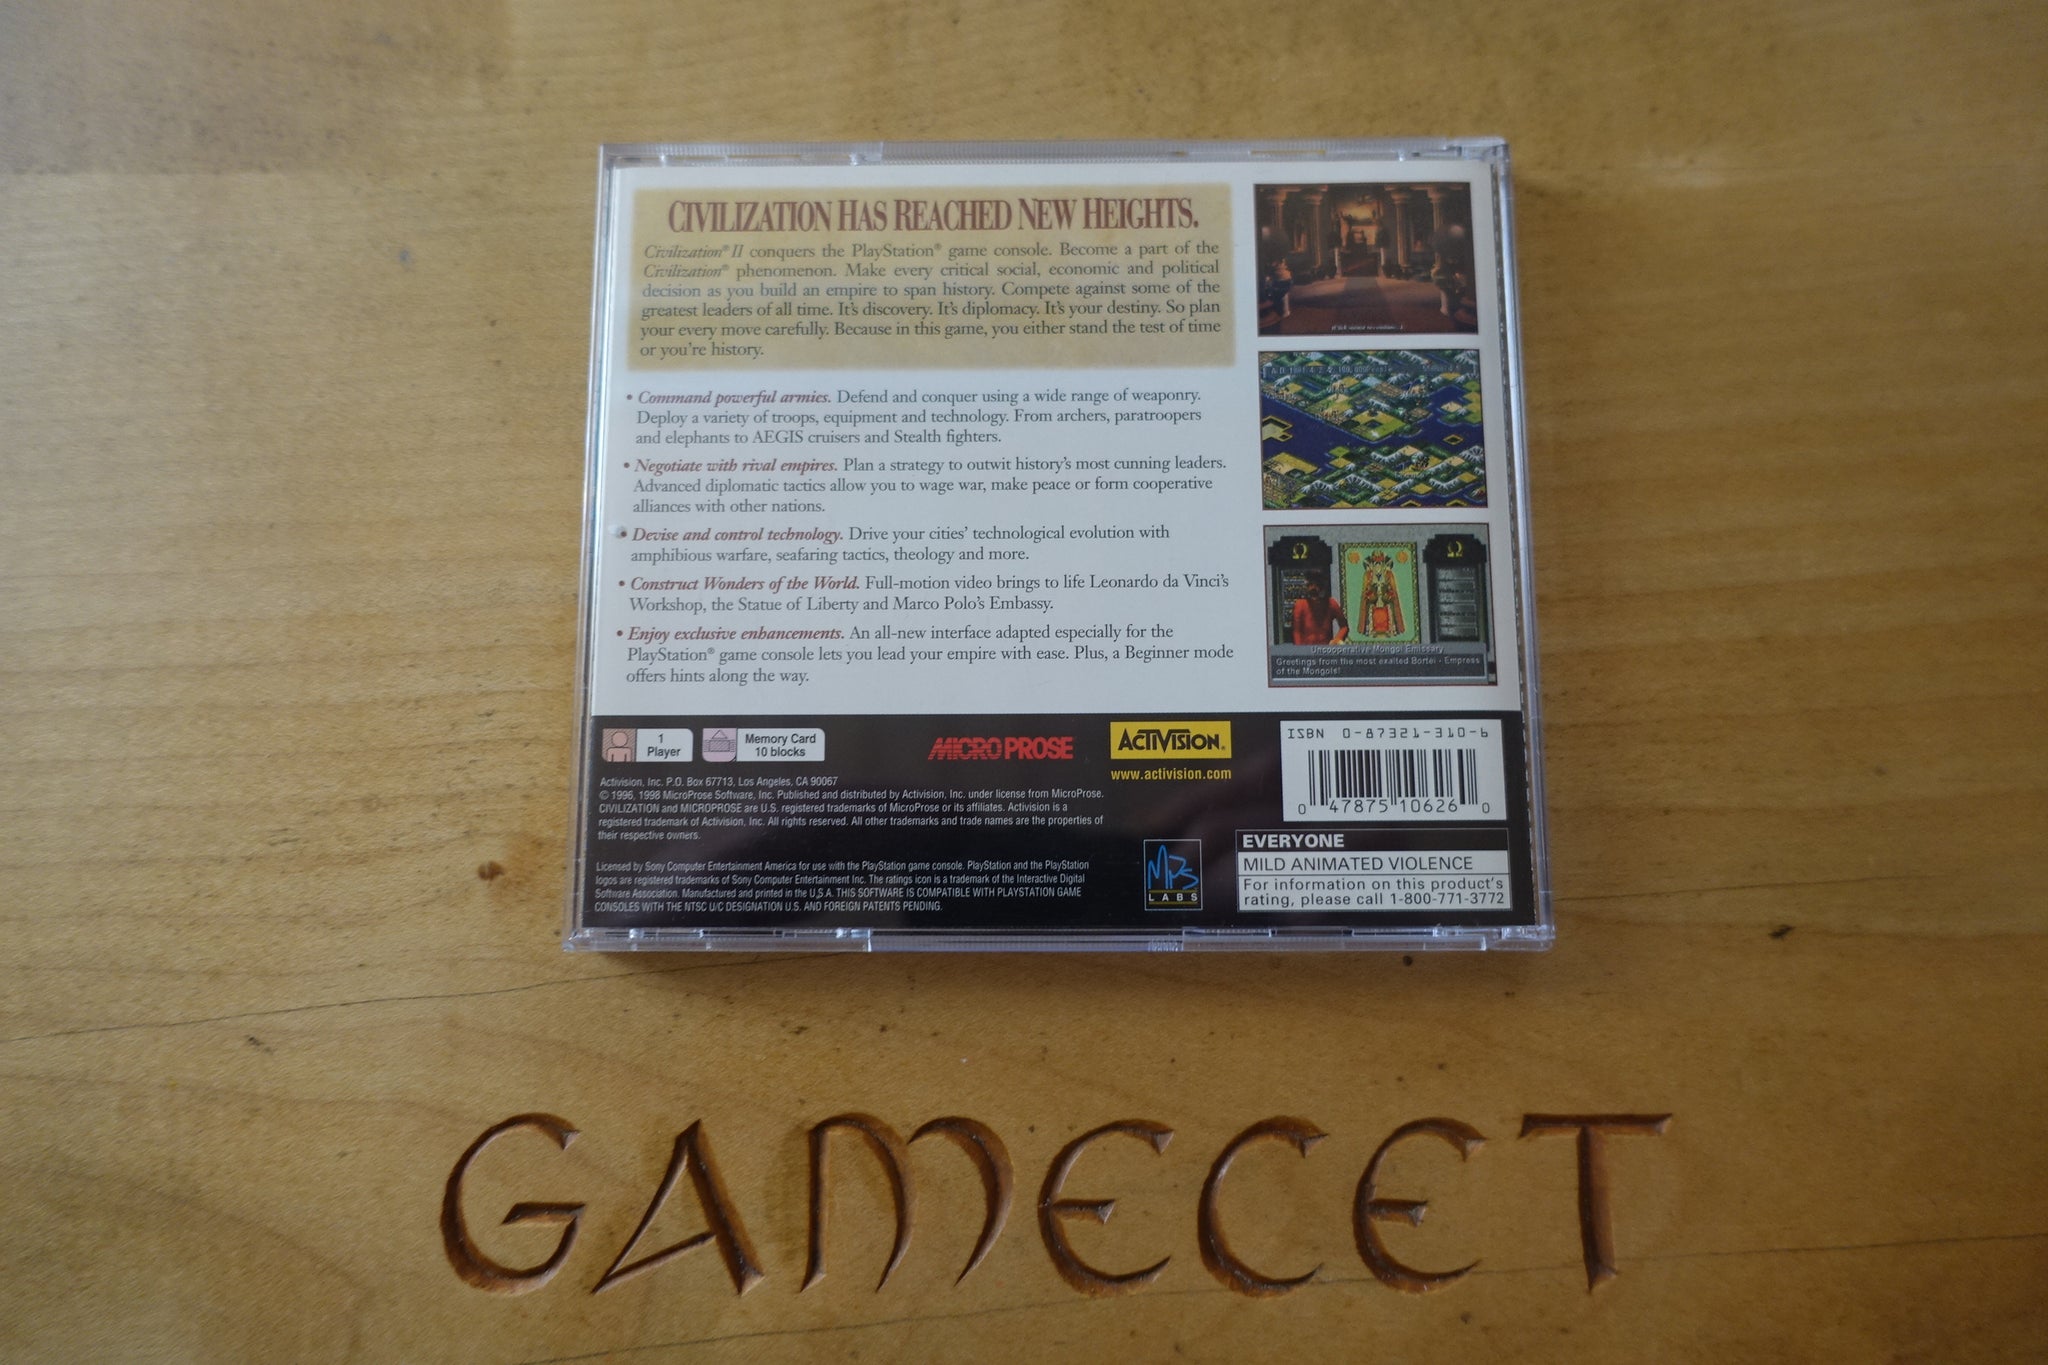 CIVILIZATION HAS REACHED NEW HEIGHTS.
Civilization® II conquers the PlayStation® game console. Become a part of the
Civilization® phenomenon. Make every critical social, economic and political
decision as you build an empire to span history. Compete against some of the
greatest leaders of all time. It's discovery. It's diplomacy. It's your destiny. So plan
your every move carefully. Because in this game, you either stand the test of time
or you're history.
• Command powerful armies. Defend and conquer using a wide range of weaponry.
Deploy a variety of troops, equipment and technology. From archers, paratroopers
and elephants to AEGIS cruisers and Stealth fighters.
• Negotiate with rival empires. Plan a strategy to outwit history's most cunning leaders.
Advanced diplomatic tactics allow you to wage war, make peace or form cooperative
alliances with other nations.
• Devise and control technology. Drive your cities' technological evolution with
amphibious warfare, seafaring tactics, theology and more.
• Construct Wonders of the World. Full-motion video brings to life Leonardo da Vinci's
Workshop, the Statue of Liberty and Marco Polo's Embassy.
• Enjoy exclusive enhancements. An all-new interface adapted especially for the
PlayStation® game console lets you lead your empire with ease. Plus, a Beginner mode
offers hints along the way.
Uncooperative Mongol Emissary
Greetings from the most exalted Bortei - Empress
of the Mongols!
1
Player
Memory Card
10 blocks
MICROPROSE
ACTIVISION®
www.activision.com
ISBN 0-87321-310-6
0 47875 10626 0
Activision, Inc. P.O. Box 67713, Los Angeles, CA 90067
© 1996, 1998 MicroProse Software, Inc. Published and distributed by Activision, Inc. under license from MicroProse.
CIVILIZATION and MICROPROSE are U.S. registered trademarks of MicroProse or its affiliates. Activision is a
registered trademark of Activision, Inc. All rights reserved. All other trademarks and trade names are the properties of
their respective owners.
Licensed by Sony Computer Entertainment America for use with the PlayStation game console. PlayStation and the PlayStation
logos are registered trademarks of Sony Computer Entertainment Inc. The ratings icon is a trademark of the Interactive Digital
Software Association. Manufactured and printed in the U.S.A. THIS SOFTWARE IS COMPATIBLE WITH PLAYSTATION GAME
CONSOLES WITH THE NTSC U/C DESIGNATION U.S. AND FOREIGN PATENTS PENDING.
MPS
LABS
EVERYONE
MILD ANIMATED VIOLENCE
For information on this product's
rating, please call 1-800-771-3772
GAMECET